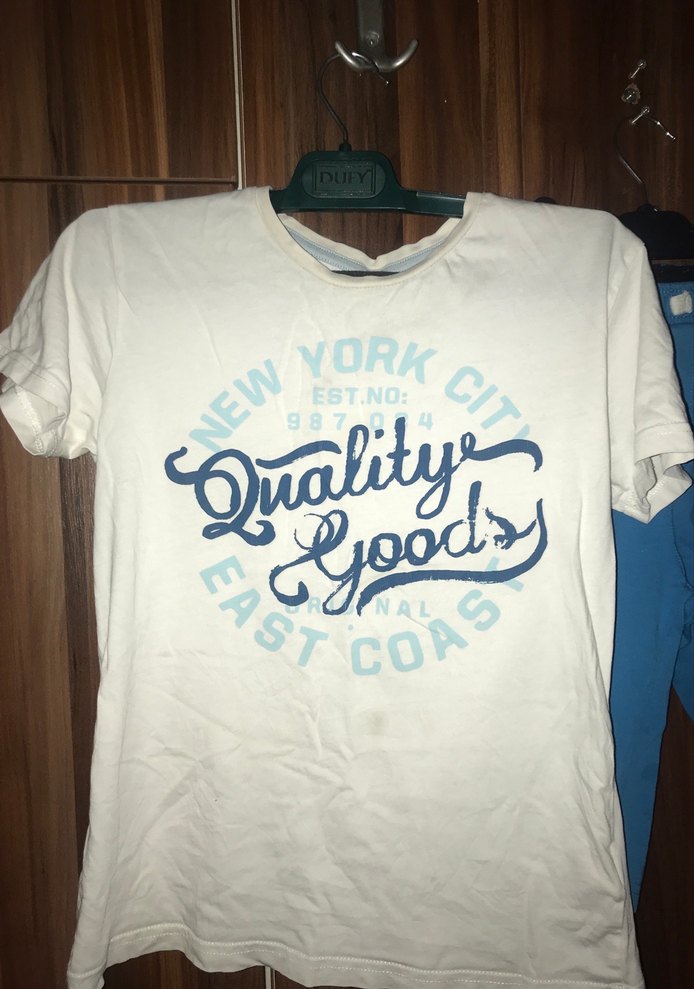 DUFY
NEW YORK CITY
EST.NO:
Quality
Goods
ORIGINAL
EAST COAST